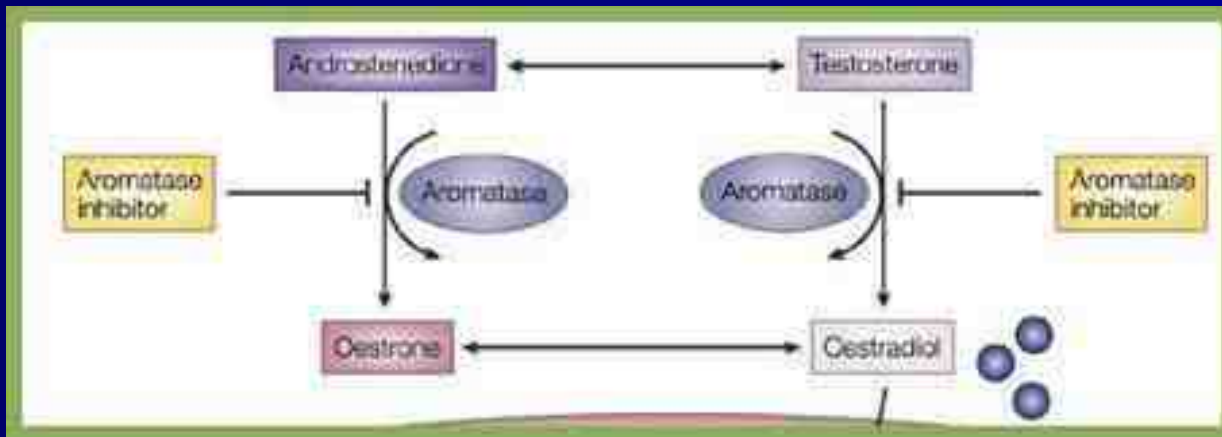 Androstenedione
Testosterone
Aromatase
inhibitor
Aromatase
Aromatase
Aromatase
inhibitor
Oestrone
Oestradiol